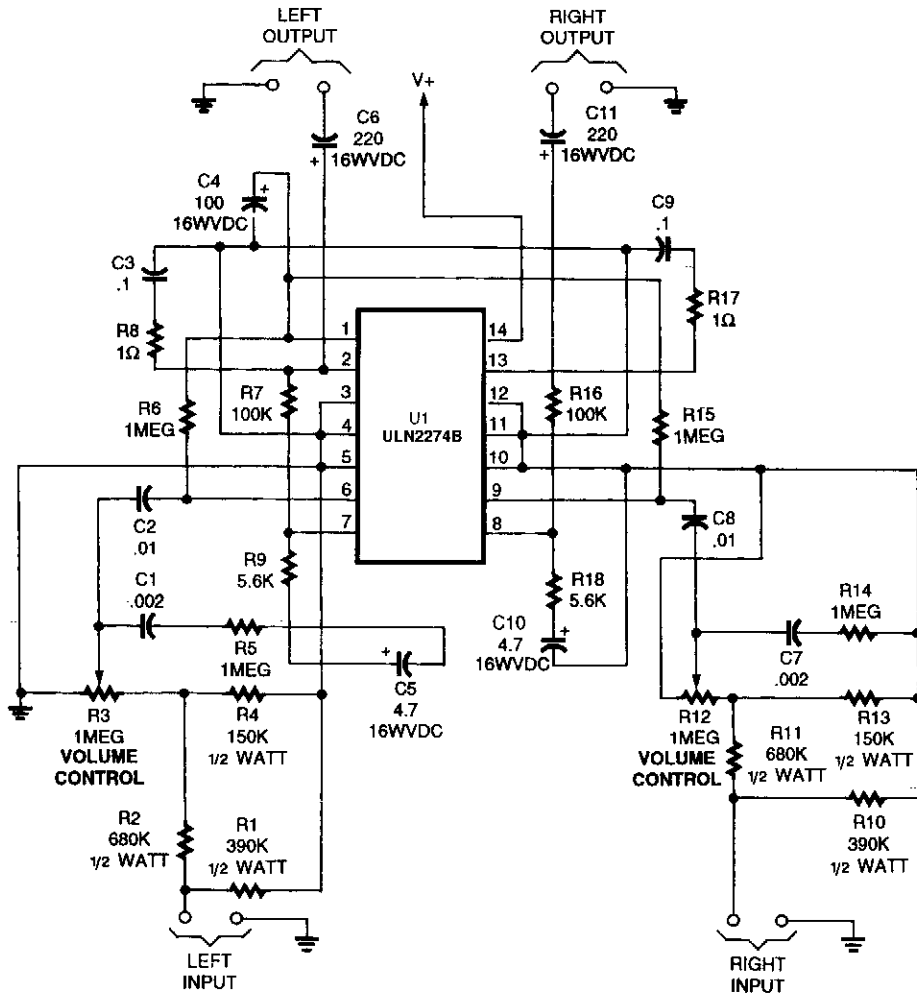 LEFT
OUTPUT
RIGHT
OUTPUT
V+
C6
220
16WVDC
+
C11
220
16WVDC
+
C4
100
16WVDC
+
C9
.1
C3
.1
R17
1Ω
R8
1Ω
1
2
3
4
5
6
7
14
13
12
11
10
9
8
U1
ULN2274B
R7
100K
R16
100K
R6
1MEG
R15
1MEG
C2
.01
C8
.01
R9
5.6K
R18
5.6K
C1
.002
R14
1MEG
C10
4.7
16WVDC
+
R5
1MEG
C7
.002
+
C5
4.7
16WVDC
R3
1MEG
VOLUME
CONTROL
R4
150K
1/2 WATT
R12
1MEG
VOLUME
CONTROL
R11
680K
1/2 WATT
R13
150K
1/2 WATT
R2
680K
1/2 WATT
R1
390K
1/2 WATT
R10
390K
1/2 WATT
LEFT
INPUT
RIGHT
INPUT